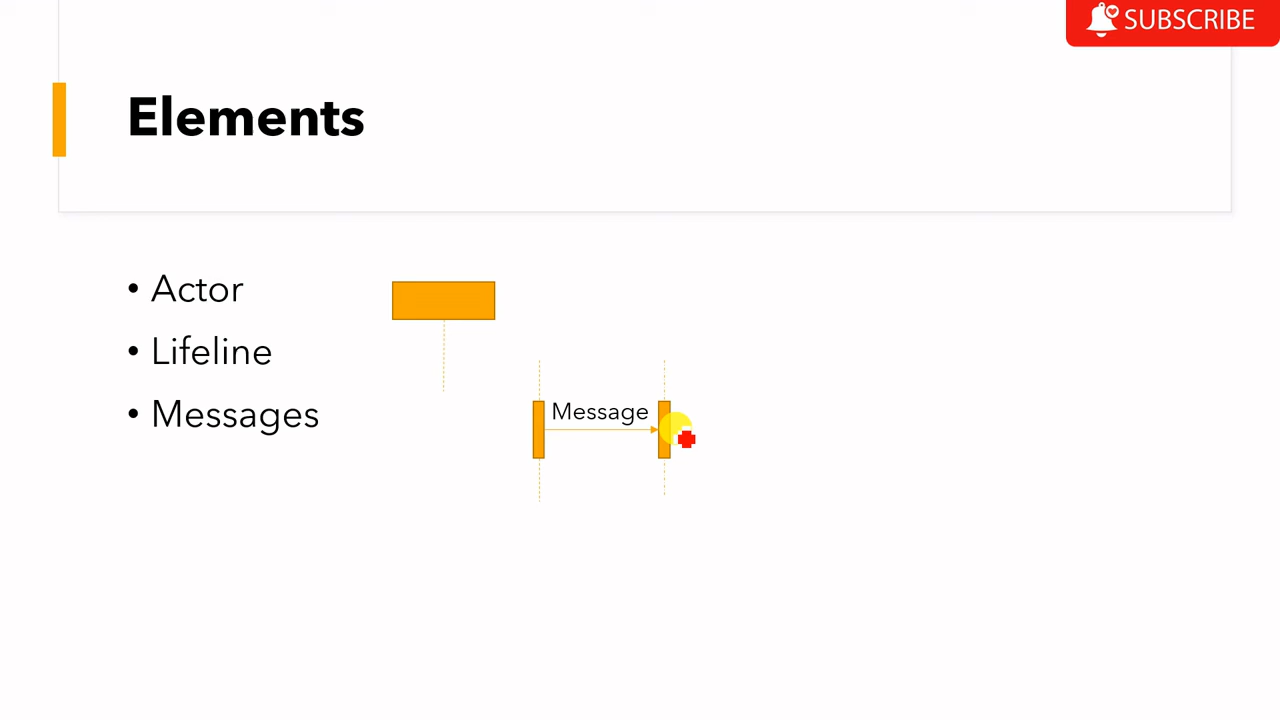 SUBSCRIBE
Elements
• Actor
• Lifeline
• Messages
Message